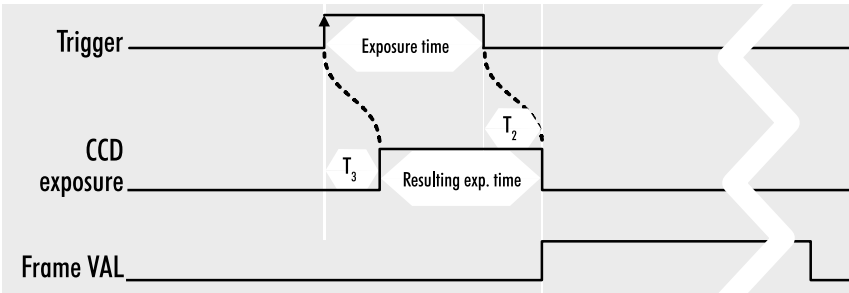 Trigger
Exposure time
T2
CCD
exposure
T3
Resulting exp. time
Frame VAL